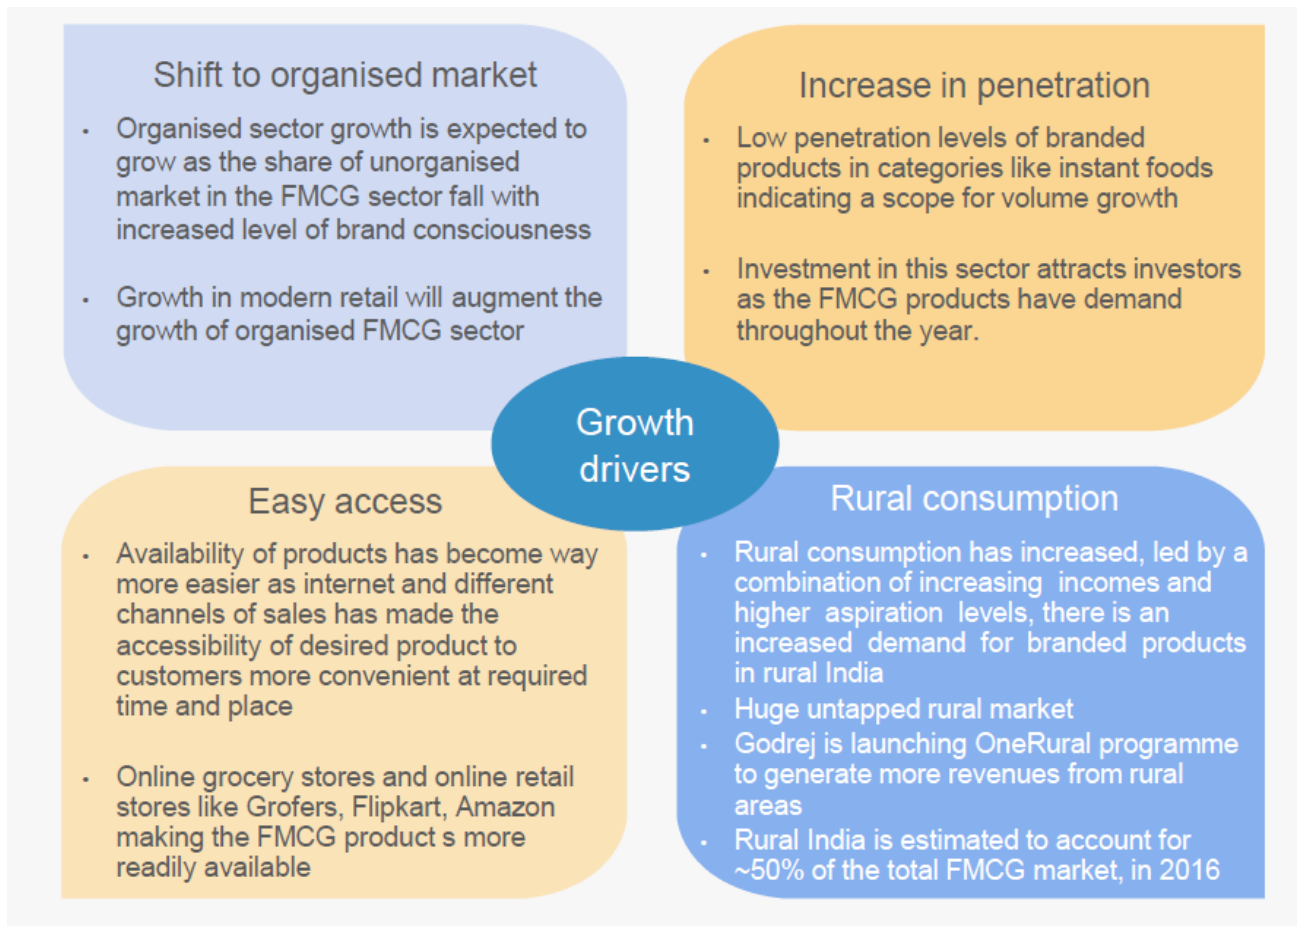 Shift to organised market
• Organised sector growth is expected to
grow as the share of unorganised
market in the FMCG sector fall with
increased level of brand consciousness
• Growth in modern retail will augment the
growth of organised FMCG sector
Increase in penetration
• Low penetration levels of branded
products in categories like instant foods
indicating a scope for volume growth
• Investment in this sector attracts investors
as the FMCG products have demand
throughout the year.
Growth
drivers
Easy access
• Availability of products has become way
more easier as internet and different
channels of sales has made the
accessibility of desired product to
customers more convenient at required
time and place
• Online grocery stores and online retail
stores like Grofers, Flipkart, Amazon
making the FMCG product s more
readily available
Rural consumption
• Rural consumption has increased, led by a
combination of increasing incomes and
higher aspiration levels, there is an
increased demand for branded products
in rural India
• Huge untapped rural market
• Godrej is launching OneRural programme
to generate more revenues from rural
areas
• Rural India is estimated to account for
~50% of the total FMCG market, in 2016